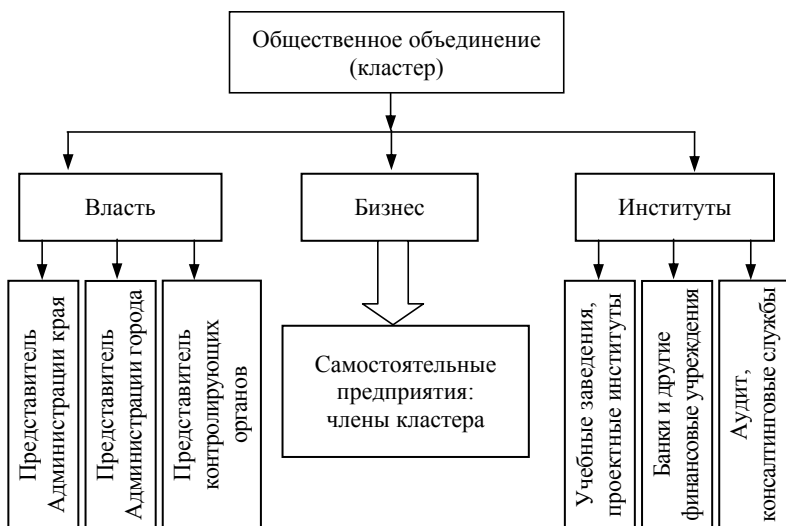 Общественное объединение
(кластер)
Власть
Бизнес
Институты
Представитель
Администрации края
Представитель
Администрации города
Представитель
контролирующих
органов
Самостоятельные
предприятия:
члены кластера
Учебные заведения,
проектные институты
Банки и другие
финансовые учреждения
Аудит,
консалтинговые службы